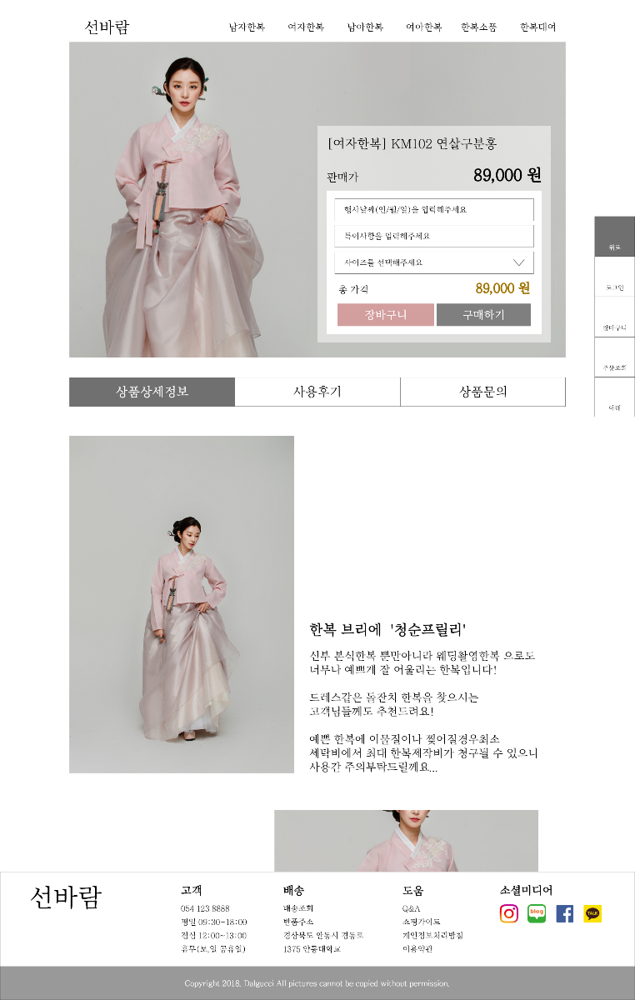 선바람
남자한복 여자한복 남아한복 여아한복 한복소품 한복대여
[여자한복] KM102 연살구분홍
판매가 89,000 원
행사날짜(년/월/일)을 입력해주세요
특이사항을 입력해주세요
사이즈를 선택해주세요
총 가격 89,000 원
장바구니 구매하기
위로
로그인
장바구니
주문조회
아래
상품상세정보 사용후기 상품문의
한복 브리에 '청순프릴리'
신부 본식한복 뿐만아니라 웨딩촬영한복 으로도
너무나 예쁘게 잘 어울리는 한복입니다!
드레스같은 돌잔치 한복을 찾으시는
고객님들께도 추천드려요!
예쁜 한복에 이물질이나 찢어질경우최소
세탁비에서 최대 한복제작비가 청구될 수 있으니
사용간 주의부탁드릴께요...
선바람
고객
054 123 8888
평일 09:30~18:00
점심 12:00~13:00
휴무(토,일 공휴일)
배송
배송조회
반품주소
경상북도 안동시 경동로
1375 안동대학교
도움
Q&A
쇼핑가이드
개인정보처리방침
이용약관
소셜미디어
blog
TALK
Copyright 2018. Dalgucci All pictures cannot be copied without permission.